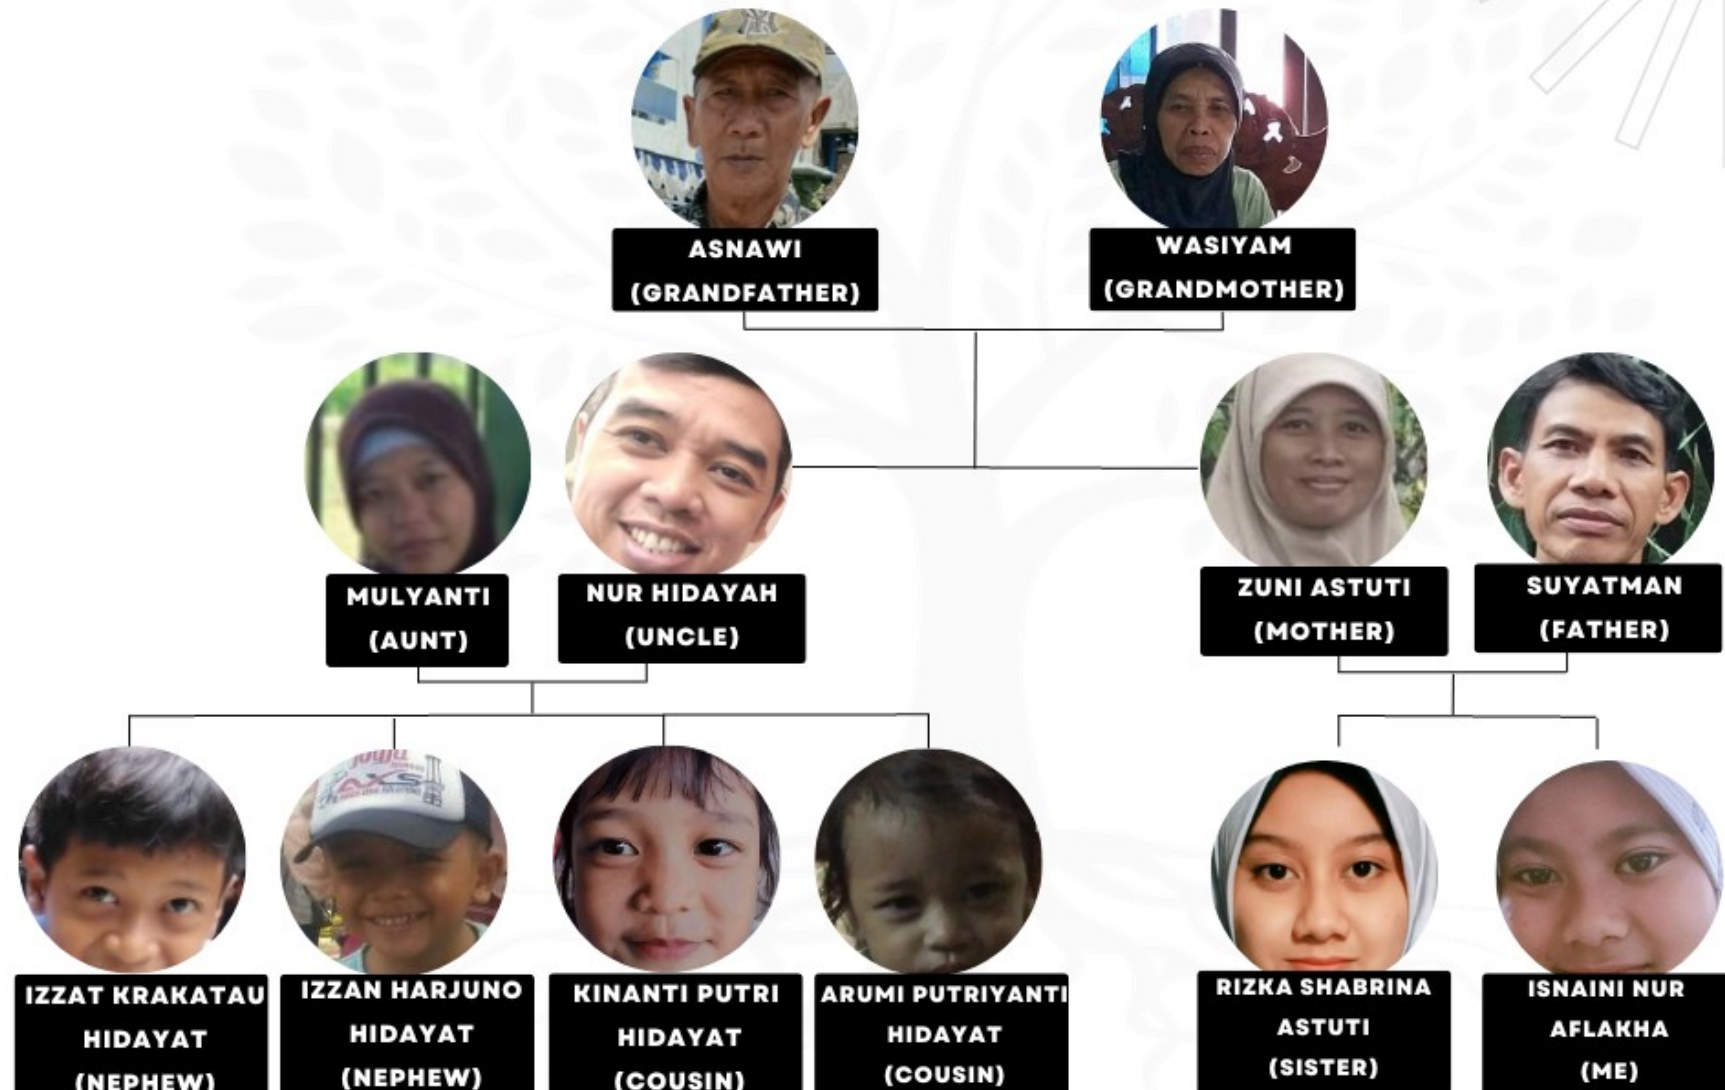 ASNAWI
(GRANDFATHER)
WASIYAM
(GRANDMOTHER)
MULYANTI
(AUNT)
NUR HIDAYAH
(UNCLE)
ZUNI ASTUTI
(MOTHER)
SUYATMAN
(FATHER)
AXS
IZZAT KRAKATAU
HIDAYAT
(NEPHEW)
IZZAN HARJUNO
HIDAYAT
(NEPHEW)
KINANTI PUTRI
HIDAYAT
(COUSIN)
ARUMI PUTRIYANTI
HIDAYAT
(COUSIN)
RIZKA SHABRINA
ASTUTI
(SISTER)
ISNAINI NUR
AFLAKHA
(ME)